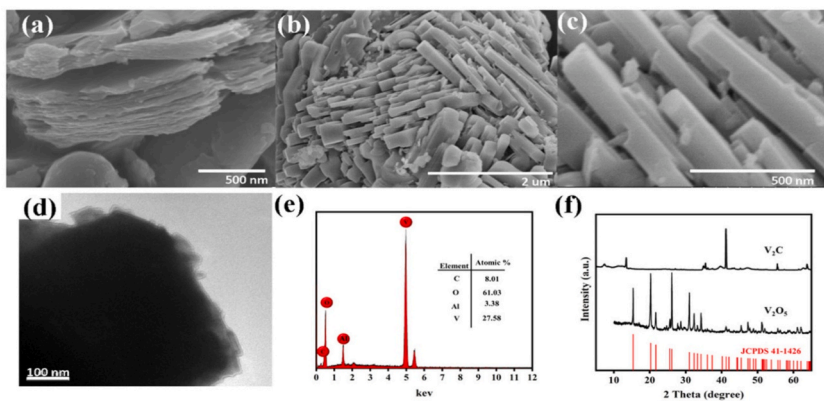 (a)
500 nm
(b)
2 um
(c)
500 nm
(d)
100 nm
(e)
Element Atomic %
C 8.01
O 61.03
Al 3.38
V 27.58
0 1 2 3 4 5 6 7 8 9 10 11 12
kev
(f)
Intensity (a.u.)
V₂C
V₂O₅
JCPDS 41-1426
10 20 30 40 50 60
2 Theta (degree)